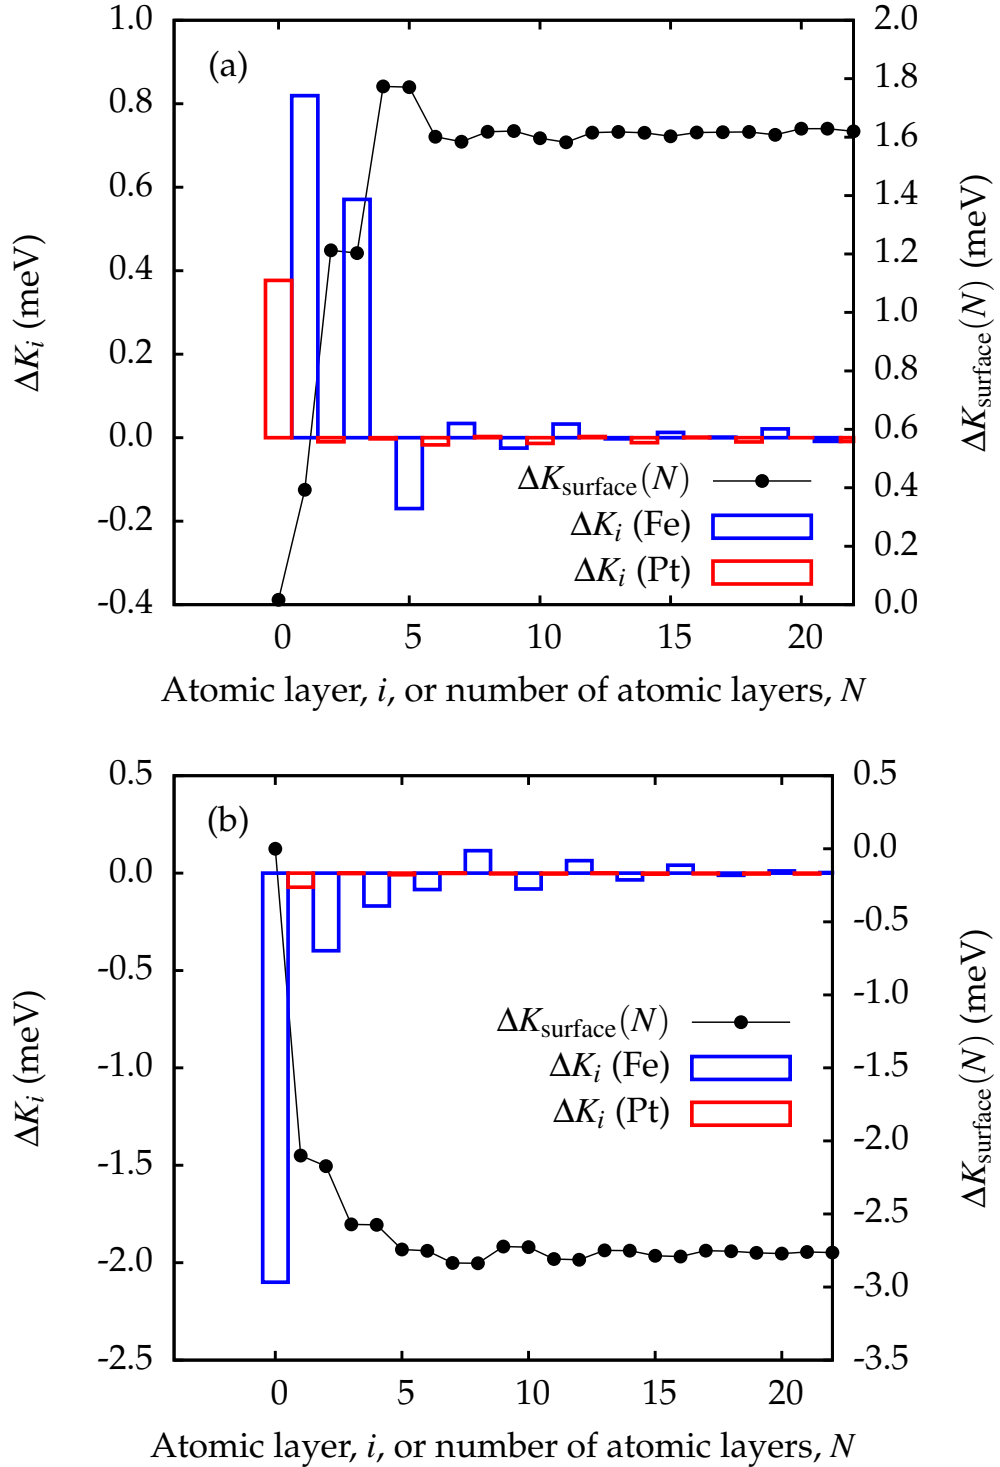 1.0
0.8
0.6
0.4
0.2
0.0
-0.2
-0.4
ΔK_i (meV)
(a)
2.0
1.8
1.6
1.4
1.2
1.0
0.8
0.6
0.4
0.2
0.0
ΔK_surface(N) (meV)
ΔK_surface(N)
ΔK_i (Fe)
ΔK_i (Pt)
0 5 10 15 20
Atomic layer, i, or number of atomic layers, N
0.5
0.0
-0.5
-1.0
-1.5
-2.0
-2.5
ΔK_i (meV)
(b)
0.5
0.0
-0.5
-1.0
-1.5
-2.0
-2.5
-3.0
-3.5
ΔK_surface(N) (meV)
ΔK_surface(N)
ΔK_i (Fe)
ΔK_i (Pt)
0 5 10 15 20
Atomic layer, i, or number of atomic layers, N